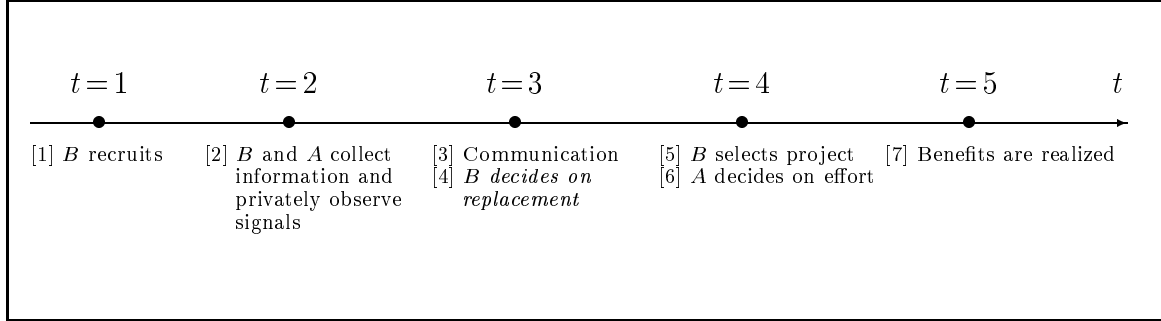 t = 1 t = 2 t = 3 t = 4 t = 5 t
[1] B recruits
[2] B and A collect
information and
privately observe
signals
[3] Communication
[4] B decides on
replacement
[5] B selects project
[6] A decides on effort
[7] Benefits are realized